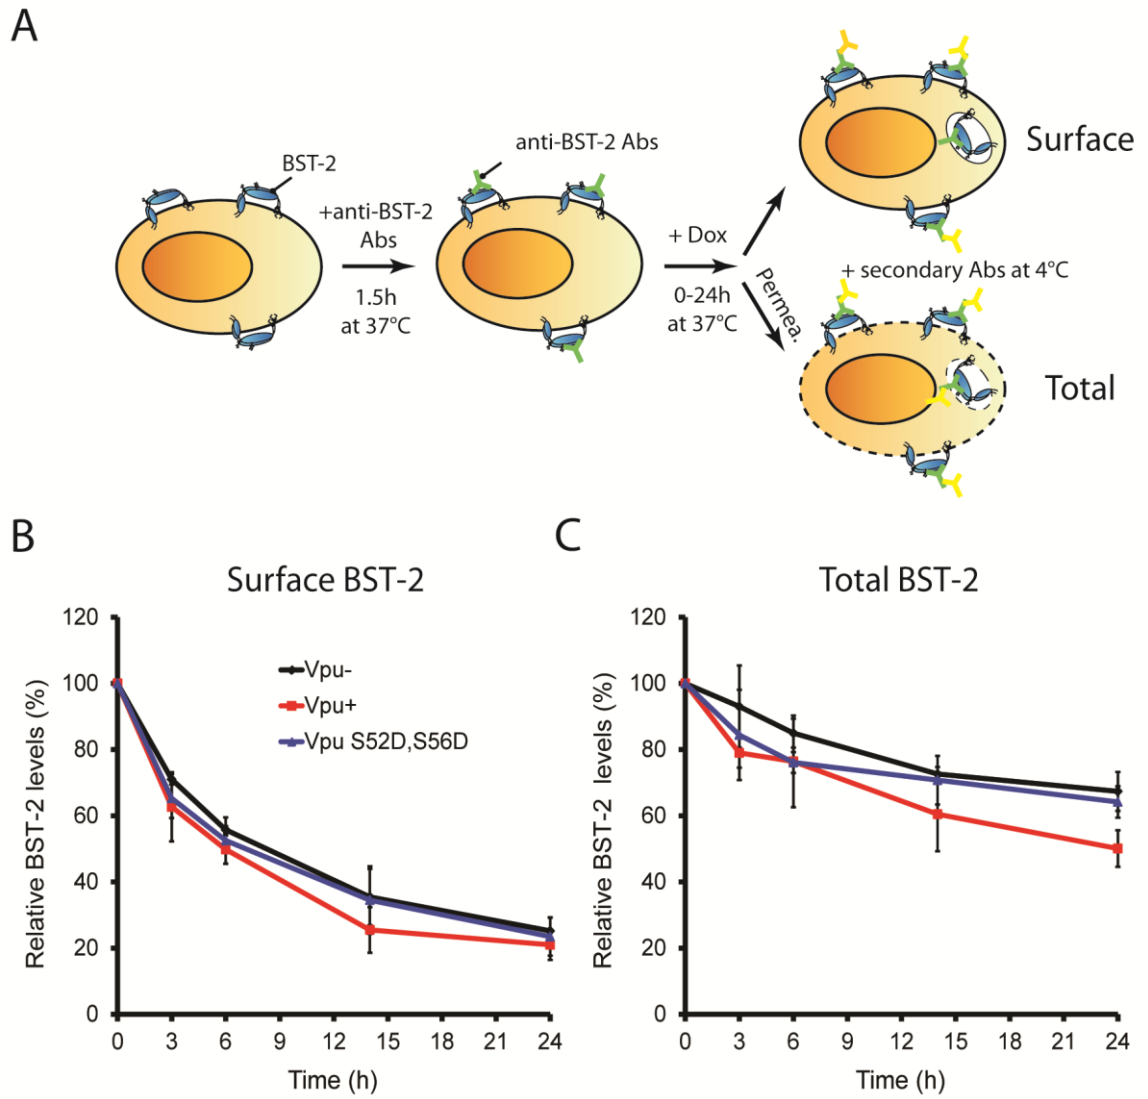 A
BST-2
+anti-BST-2
Abs
1.5h
at 37°C
anti-BST-2 Abs
+ Dox
0-24h
at 37°C
Permea.
Surface
+ secondary Abs at 4°C
Total
B
Surface BST-2
Relative BST-2 levels (%)
120
100
80
60
40
20
0
Vpu-
Vpu+
Vpu S52D,S56D
0 3 6 9 12 15 18 21 24
Time (h)
C
Total BST-2
Relative BST-2 levels (%)
120
100
80
60
40
20
0
0 3 6 9 12 15 18 21 24
Time (h)